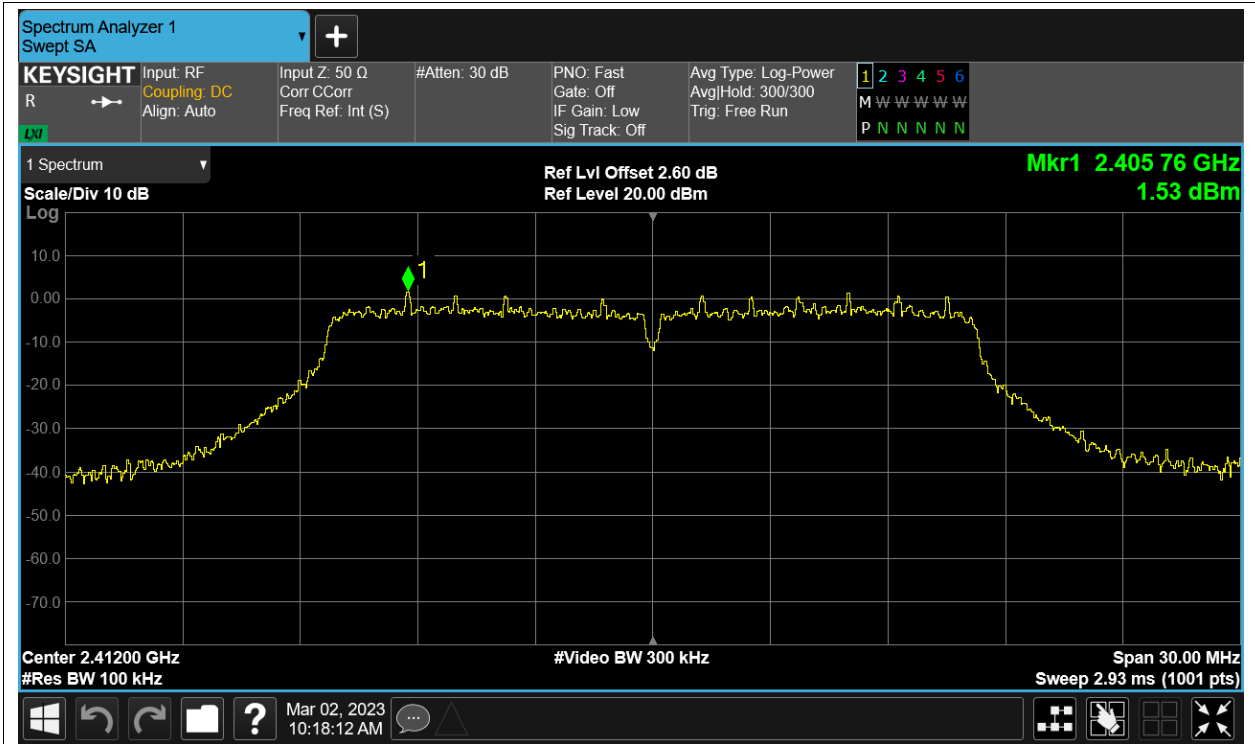 Spectrum Analyzer 1
Swept SA
KEYSIGHT
R
LXI
Input: RF
Coupling: DC
Align: Auto
Input Z: 50 Ω
Corr CCorr
Freq Ref: Int (S)
#Atten: 30 dB
PNO: Fast
Gate: Off
IF Gain: Low
Sig Track: Off
Avg Type: Log-Power
Avg|Hold: 300/300
Trig: Free Run
1 2 3 4 5 6
M W W W W W
P N N N N N
1 Spectrum
Scale/Div 10 dB
Log
Ref Lvl Offset 2.60 dB
Ref Level 20.00 dBm
Mkr1 2.405 76 GHz
1.53 dBm
1
10.0
0.00
-10.0
-20.0
-30.0
-40.0
-50.0
-60.0
-70.0
Center 2.41200 GHz
#Res BW 100 kHz
#Video BW 300 kHz
Span 30.00 MHz
Sweep 2.93 ms (1001 pts)
?
Mar 02, 2023
10:18:12 AM